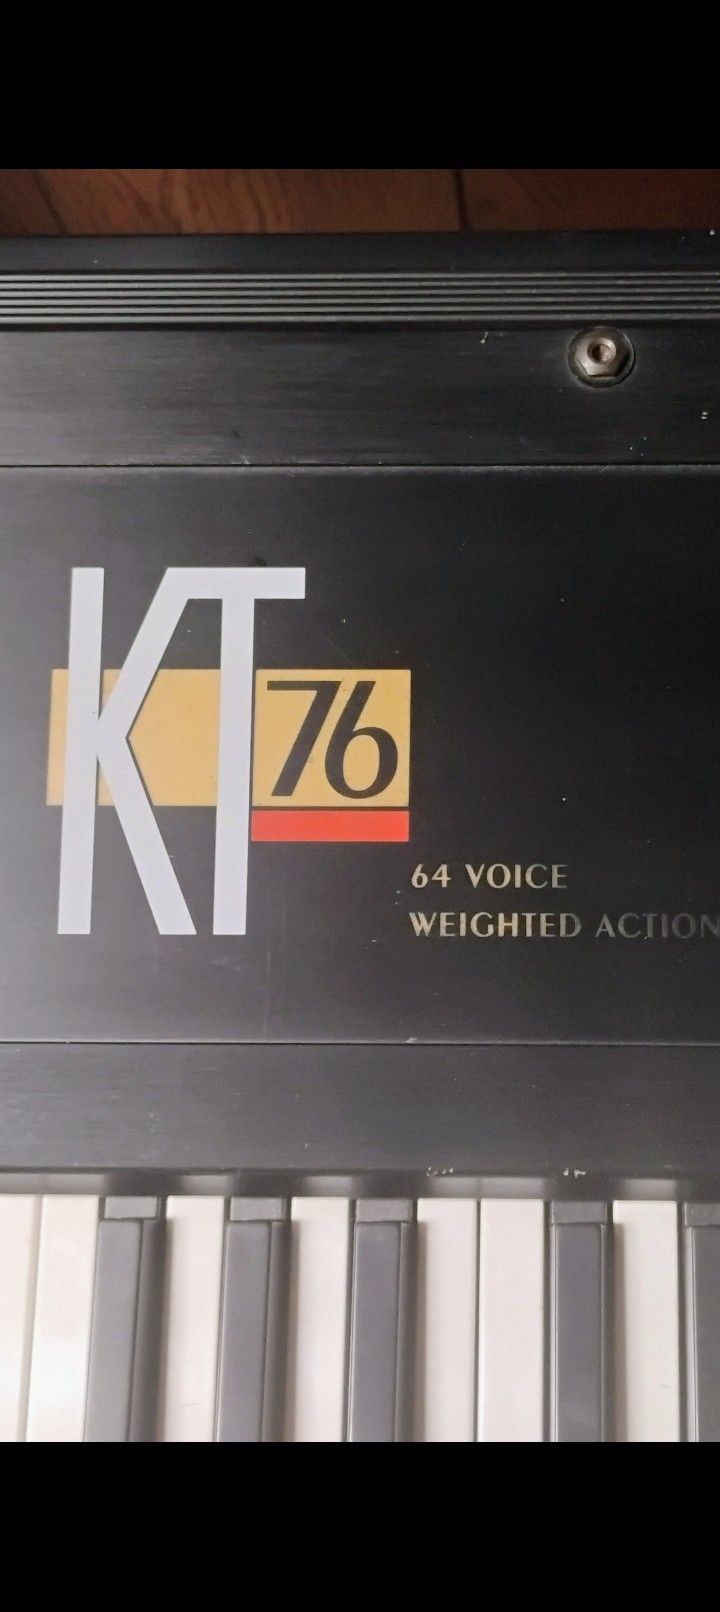 KT
76
64 VOICE
WEIGHTED ACTION